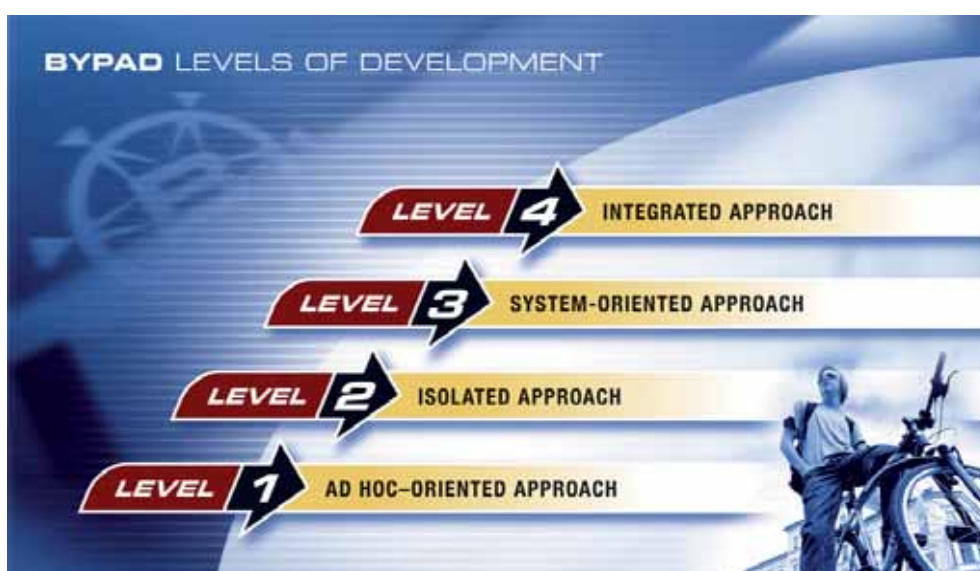 BYPAD LEVELS OF DEVELOPMENT
LEVEL 4 INTEGRATED APPROACH
LEVEL 3 SYSTEM-ORIENTED APPROACH
LEVEL 2 ISOLATED APPROACH
LEVEL 1 AD HOC–ORIENTED APPROACH